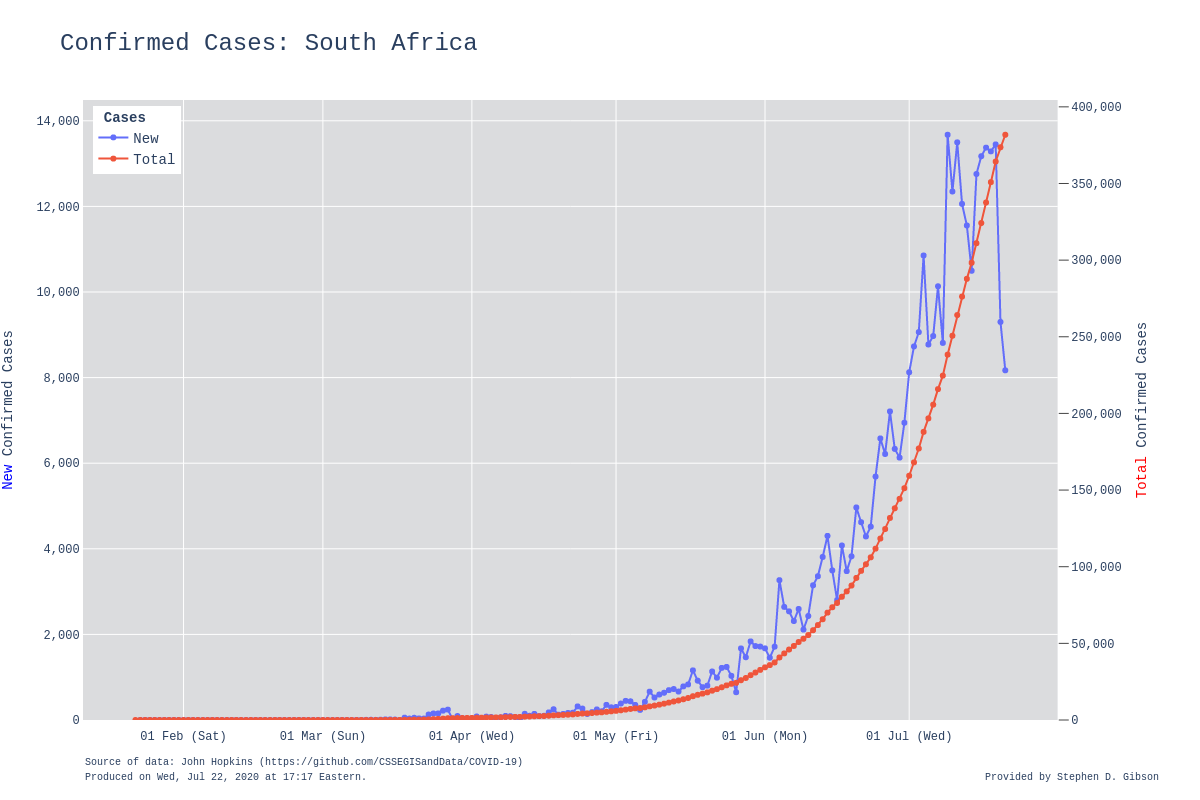 Confirmed Cases: South Africa
Cases
New
Total
14,000
12,000
10,000
8,000
6,000
4,000
2,000
0
New Confirmed Cases
400,000
350,000
300,000
250,000
200,000
150,000
100,000
50,000
0
Total Confirmed Cases
01 Feb (Sat) 01 Mar (Sun) 01 Apr (Wed) 01 May (Fri) 01 Jun (Mon) 01 Jul (Wed)
Source of data: John Hopkins (https://github.com/CSSEGISandData/COVID-19)
Produced on Wed, Jul 22, 2020 at 17:17 Eastern.
Provided by Stephen D. Gibson